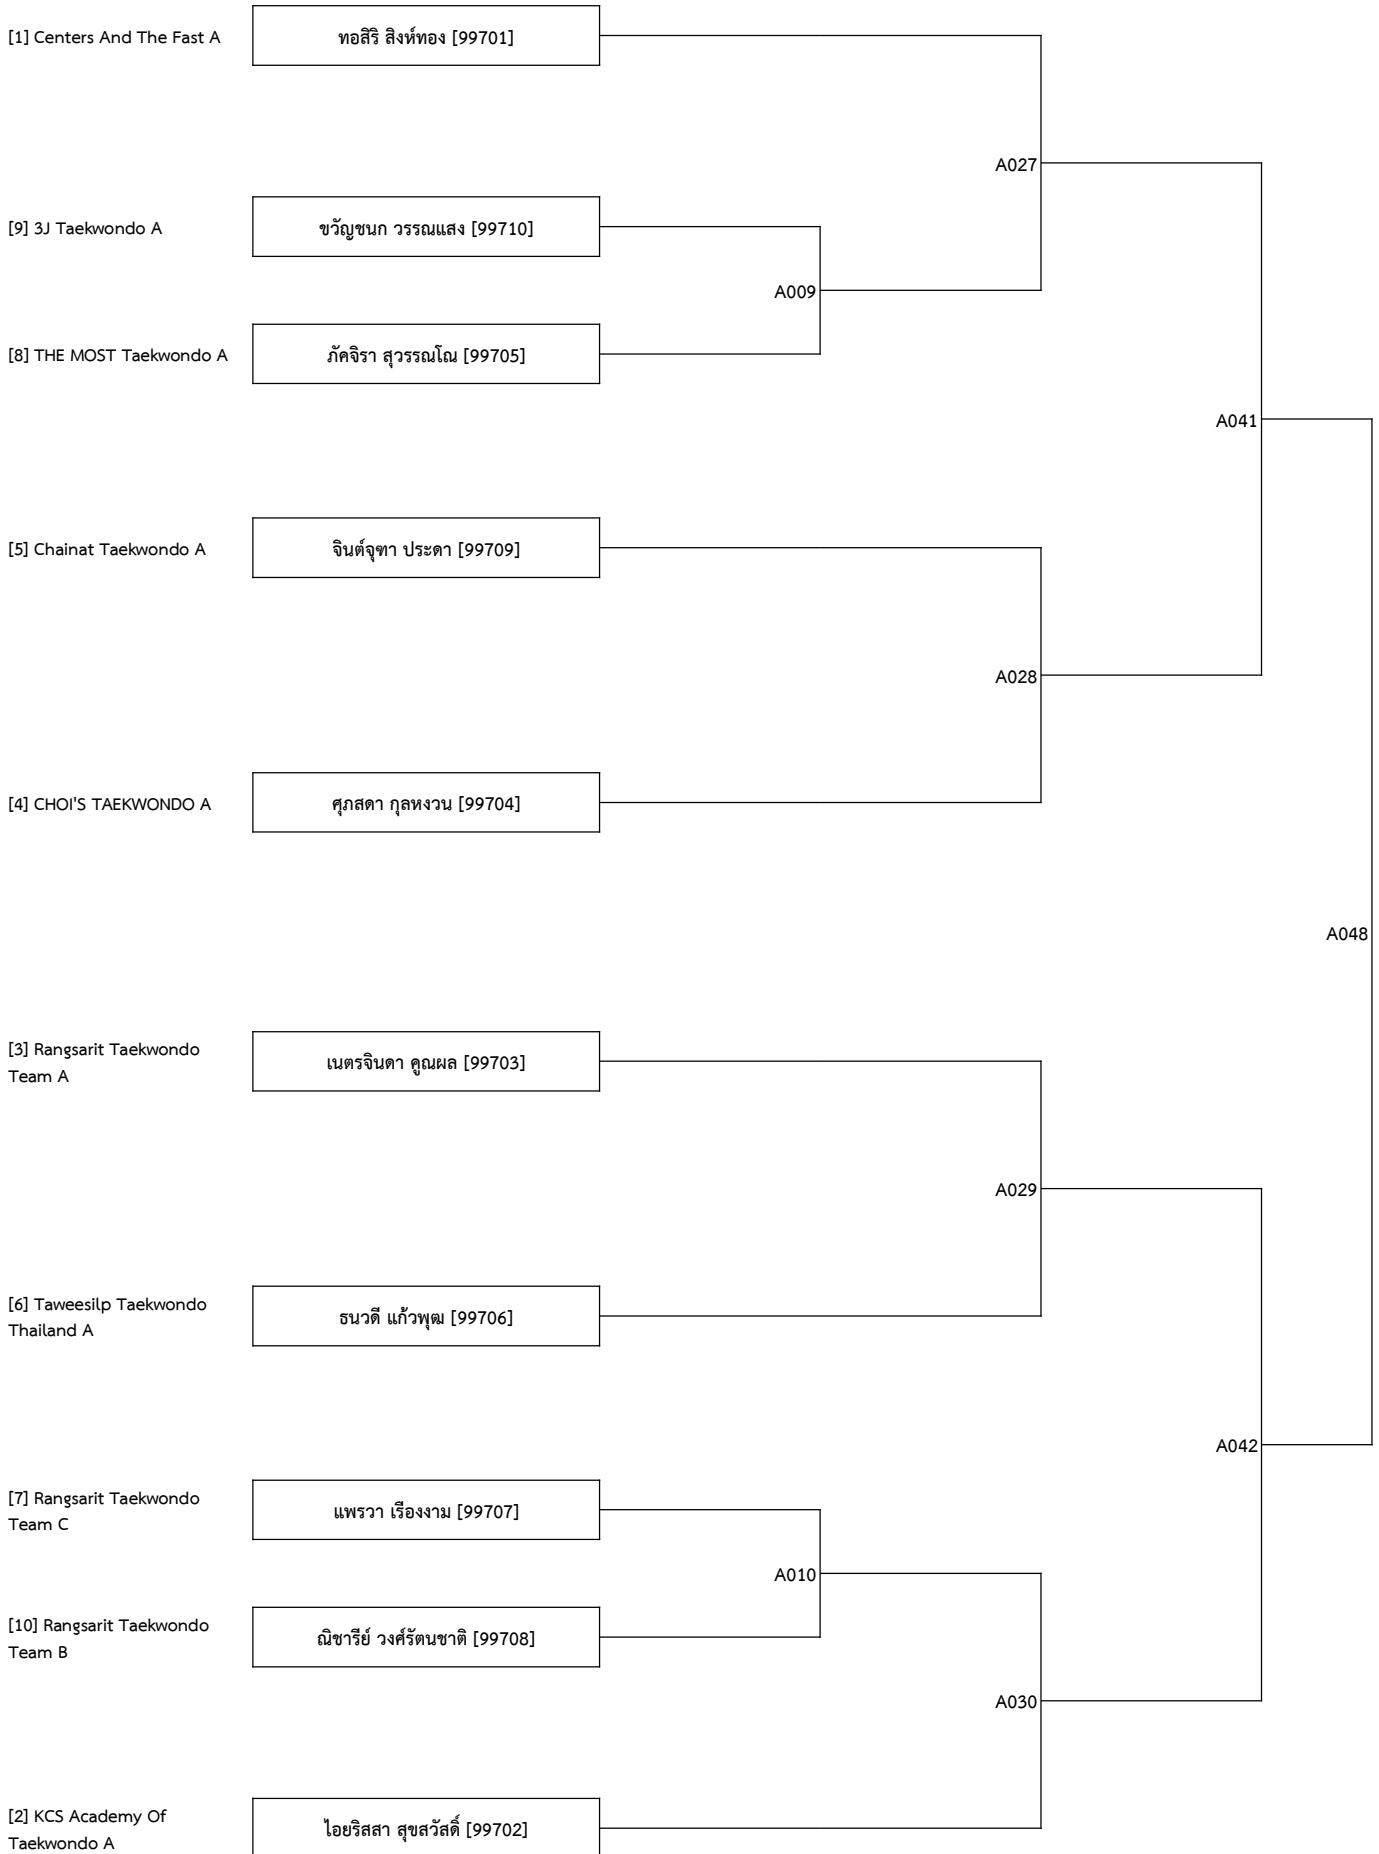 [1] Centers And The Fast A
ทอสิริ สิงห์ทอง [99701]
A027
[9] 3J Taekwondo A
ขวัญชนก วรรณแสง [99710]
A009
[8] THE MOST Taekwondo A
ภัคจิรา สุวรรณโณ [99705]
A041
[5] Chainat Taekwondo A
จินต์จุฑา ประดา [99709]
A028
[4] CHOI'S TAEKWONDO A
ศุภสดา กุลหงวน [99704]
A048
[3] Rangsarit Taekwondo
Team A
เนตรจินดา คูณผล [99703]
A029
[6] Taweesilp Taekwondo
Thailand A
ธนวดี แก้วพุฒ [99706]
A042
[7] Rangsarit Taekwondo
Team C
แพรวา เรืองงาม [99707]
A010
[10] Rangsarit Taekwondo
Team B
ณิชารีย์ วงศ์รัตนชาติ [99708]
A030
[2] KCS Academy Of
Taekwondo A
ไอยริสสา สุขสวัสดิ์ [99702]